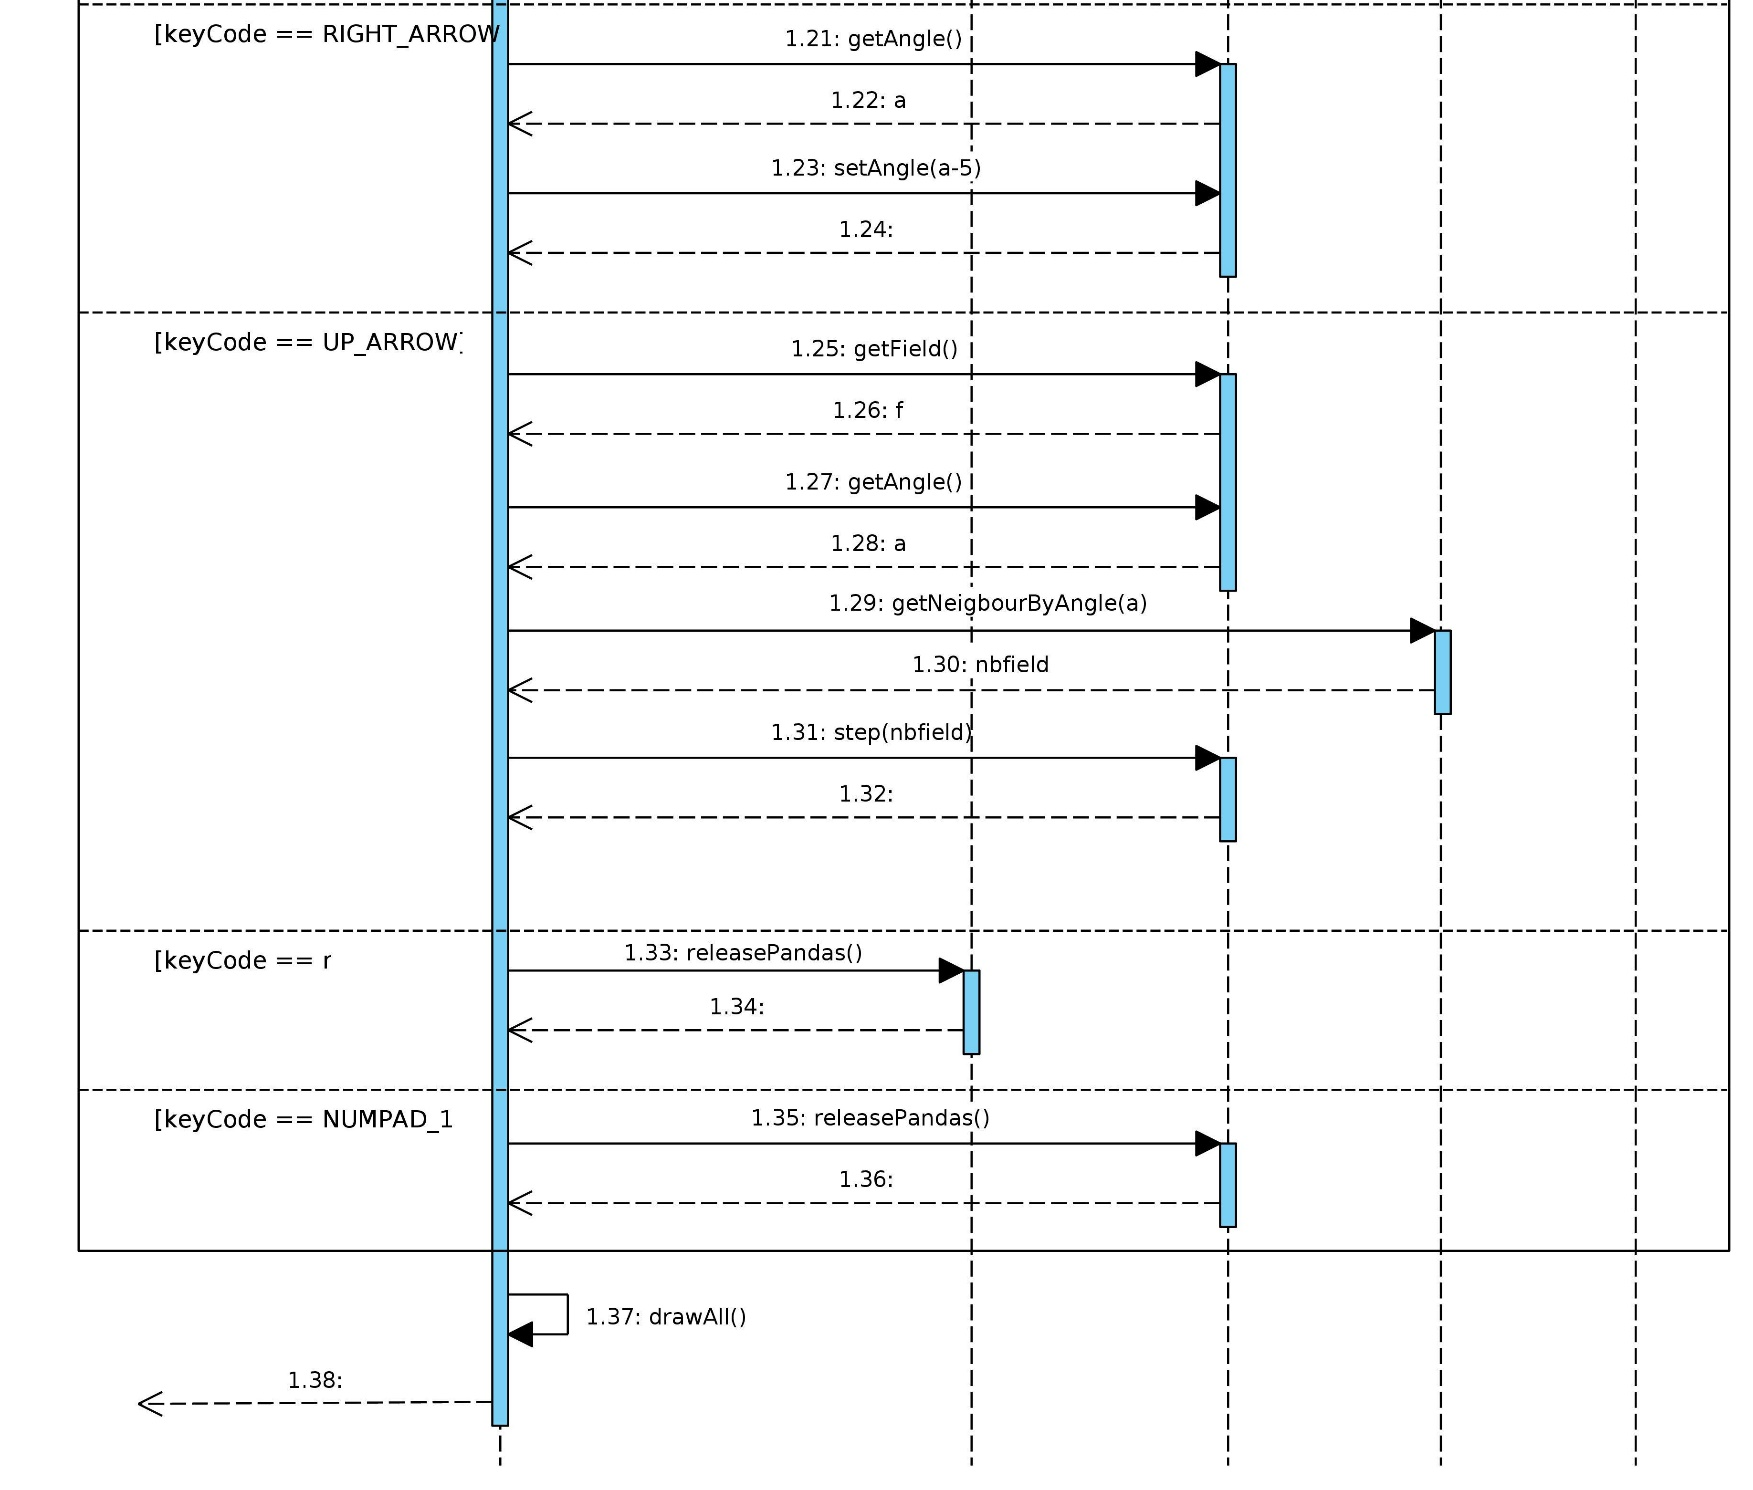 [keyCode == RIGHT_ARROW
1.21: getAngle()
1.22: a
1.23: setAngle(a-5)
1.24:
[keyCode == UP_ARROW]
1.25: getField()
1.26: f
1.27: getAngle()
1.28: a
1.29: getNeigbourByAngle(a)
1.30: nbfield
1.31: step(nbfield)
1.32:
[keyCode == r
1.33: releasePandas()
1.34:
[keyCode == NUMPAD_1
1.35: releasePandas()
1.36:
1.37: drawAll()
1.38: